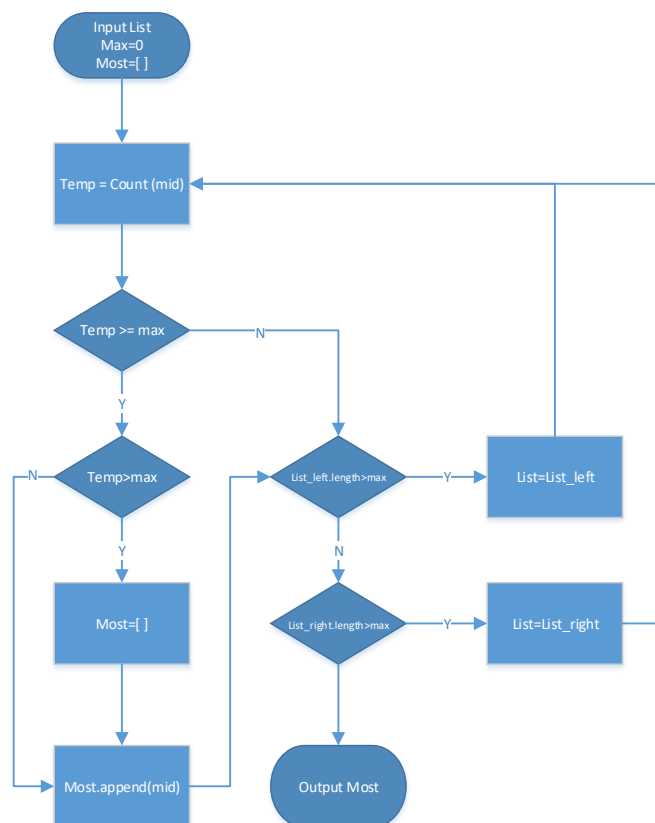 Input List
Max=0
Most=[ ]
Temp = Count (mid)
Temp >= max
N
Y
Temp>max
N
Y
List_left.length>max
Y
List=List_left
N
Most=[ ]
List_right.length>max
Y
List=List_right
Most.append(mid)
Output Most